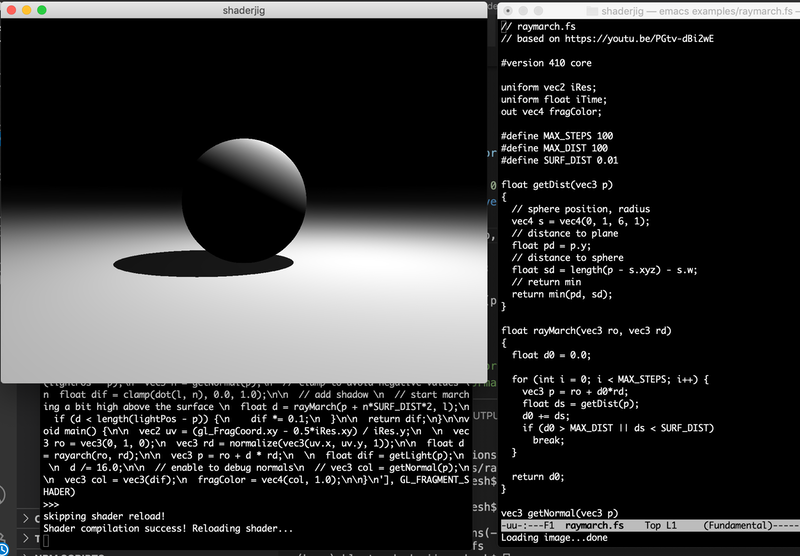 shaderjig
shaderjig — emacs examples/raymarch.fs —
// raymarch.fs
// based on https://youtu.be/PGtv-dBi2wE
#version 410 core
uniform vec2 iRes;
uniform float iTime;
out vec4 fragColor;
#define MAX_STEPS 100
#define MAX_DIST 100
#define SURF_DIST 0.01
float getDist(vec3 p)
{
// sphere position, radius
vec4 s = vec4(0, 1, 6, 1);
// distance to plane
float pd = p.y;
// distance to sphere
float sd = length(p - s.xyz) - s.w;
// return min
return min(pd, sd);
}
float rayMarch(vec3 ro, vec3 rd)
{
float d0 = 0.0;
for (int i = 0; i < MAX_STEPS; i++) {
vec3 p = ro + d0*rd;
float ds = getDist(p);
d0 += ds;
if (d0 > MAX_DIST || ds < SURF_DIST)
break;
}
return d0;
}
vec3 getNormal(vec3 p)
-uu-:---F1 raymarch.fs Top L1 (Fundamental)-----
Loading image...done
n  float dif = clamp(dot(l, n), 0.0, 1.0);\n\n  // add shadow \n  // start march
ing a bit high above the surface \n  float d = rayMarch(p + n*SURF_DIST*2, l);\n
  if (d < length(lightPos - p)) {\n    dif *= 0.1;\n  }\n\n  return dif;\n}\n\nv
oid main() {\n\n  vec2 uv = (gl_FragCoord.xy - 0.5*iRes.xy) / iRes.y;\n  \n  vec
3 ro = vec3(0, 1, 0);\n  vec3 rd = normalize(vec3(uv.x, uv.y, 1));\n\n  float d
= rayarch(ro, rd);\n\n  vec3 p = ro + d * rd;\n  \n  float dif = getLight(p);\n
 \n  d /= 16.0;\n\n  // enable to debug normals\n  // vec3 col = getNormal(p);\n
\n  vec3 col = vec3(dif);\n  fragColor = vec4(col, 1.0);\n\n}\n'], GL_FRAGMENT_S
HADER)
>>>
skipping shader reload!
Shader compilation success! Reloading shader...